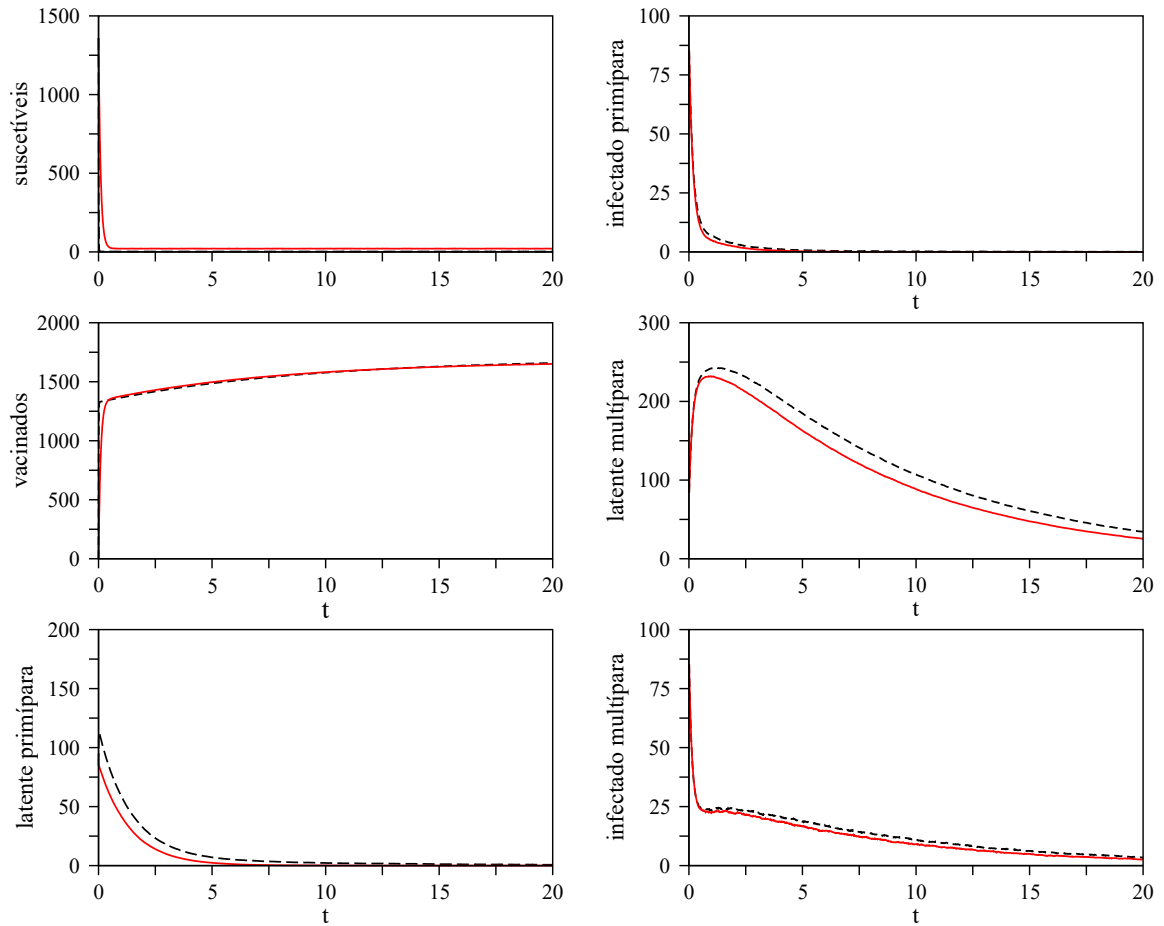 suscetíveis
1500
1000
500
0
0 5 10 15 20
infectado primípara
100
75
50
25
0
0 5 10 15 20
t
vacinados
2000
1500
1000
500
0
0 5 10 15 20
t
latente multípara
300
200
100
0
0 5 10 15 20
t
latente primípara
200
150
100
50
0
0 5 10 15 20
t
infectado multípara
100
75
50
25
0
0 5 10 15 20
t